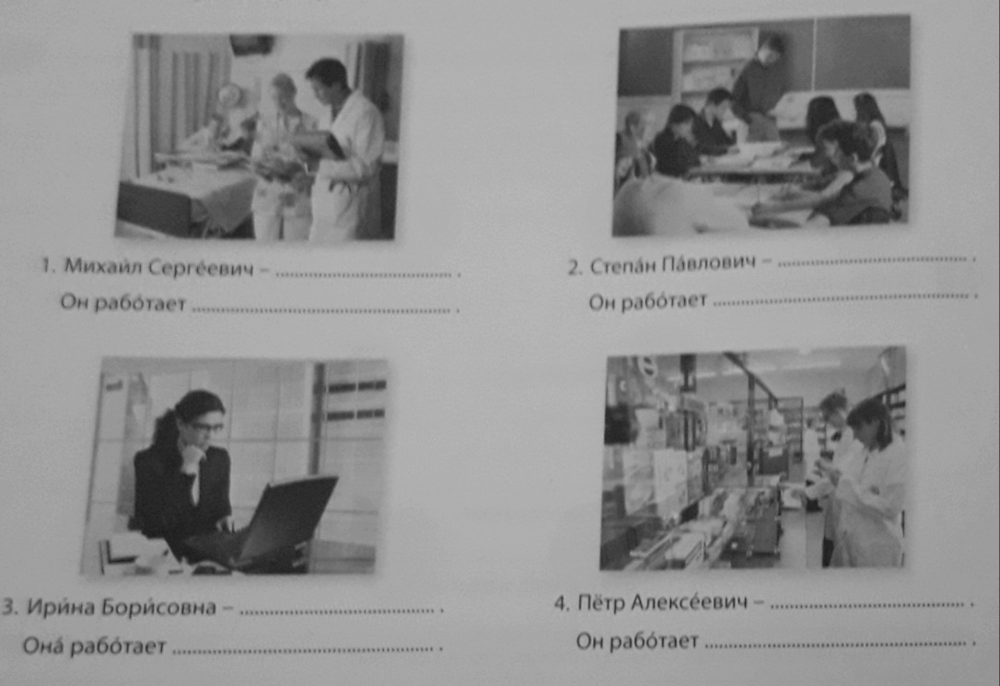 1. Михаи́л Серге́евич – ............................ .
Он рабо́тает ............................ .
2. Степа́н Па́влович – ............................ .
Он рабо́тает ............................ .
3. Ири́на Бори́совна – ............................ .
Она́ рабо́тает ............................ .
4. Пётр Алексе́евич – ............................ .
Он рабо́тает ............................ .